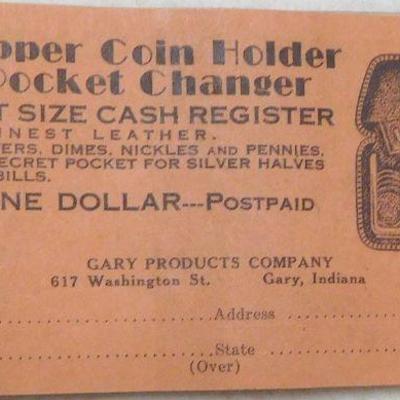 pper Coin Holder
Pocket Changer
T SIZE CASH REGISTER
INEST LEATHER.
ERS, DIMES, NICKLES AND PENNIES.
SECRET POCKET FOR SILVER HALVES
BILLS.
NE DOLLAR---POSTPAID
GARY PRODUCTS COMPANY
617 Washington St. Gary, Indiana
Address
State
(Over)